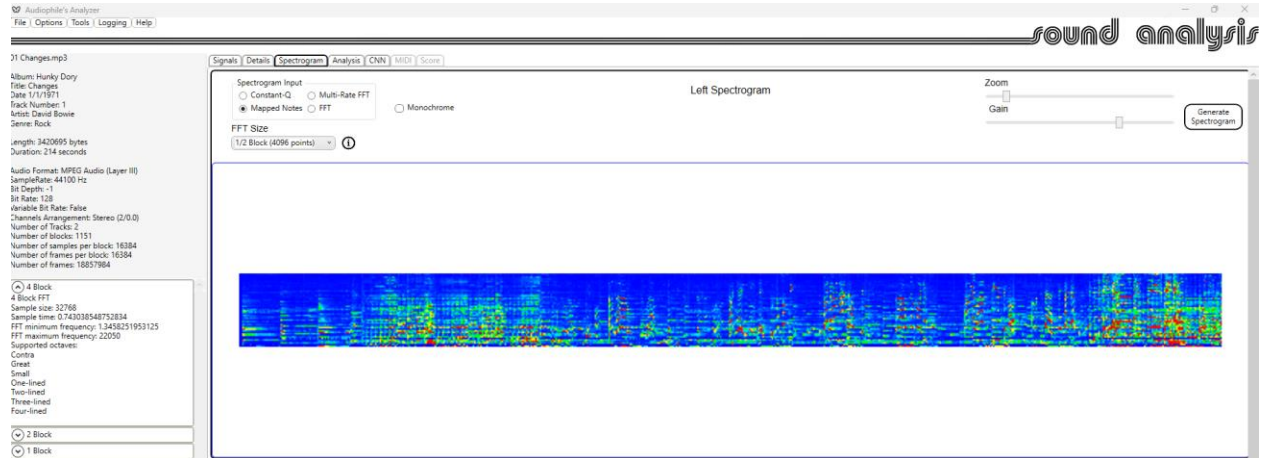 Audiophile's Analyzer
File Options Tools Logging Help
sound analysis
01 Changes.mp3
Album: Hunky Dory
Title: Changes
Date 1/1/1971
Track Number: 1
Artist: David Bowie
Genre: Rock
Length: 3420695 bytes
Duration: 214 seconds
Audio Format: MPEG Audio (Layer III)
SampleRate: 44100 Hz
Bit Depth: -1
Bit Rate: 128
Variable Bit Rate: False
Channels Arrangement: Stereo (2/0.0)
Number of Tracks: 2
Number of blocks: 1151
Number of samples per block: 16384
Number of frames per block: 16384
Number of frames: 18857984
4 Block
4 Block FFT
Sample size: 32768
Sample time: 0.743038548752834
FFT minimum frequency: 1.3458251953125
FFT maximum frequency: 22050
Supported octaves:
Contra
Great
Small
One-lined
Two-lined
Three-lined
Four-lined
2 Block
1 Block
Signals Details Spectrogram Analysis CNN MIDI Score
Spectrogram Input
Constant-Q Multi-Rate FFT
Mapped Notes FFT Monochrome
FFT Size
1/2 Block (4096 points)
Left Spectrogram
Zoom
Gain
Generate
Spectrogram